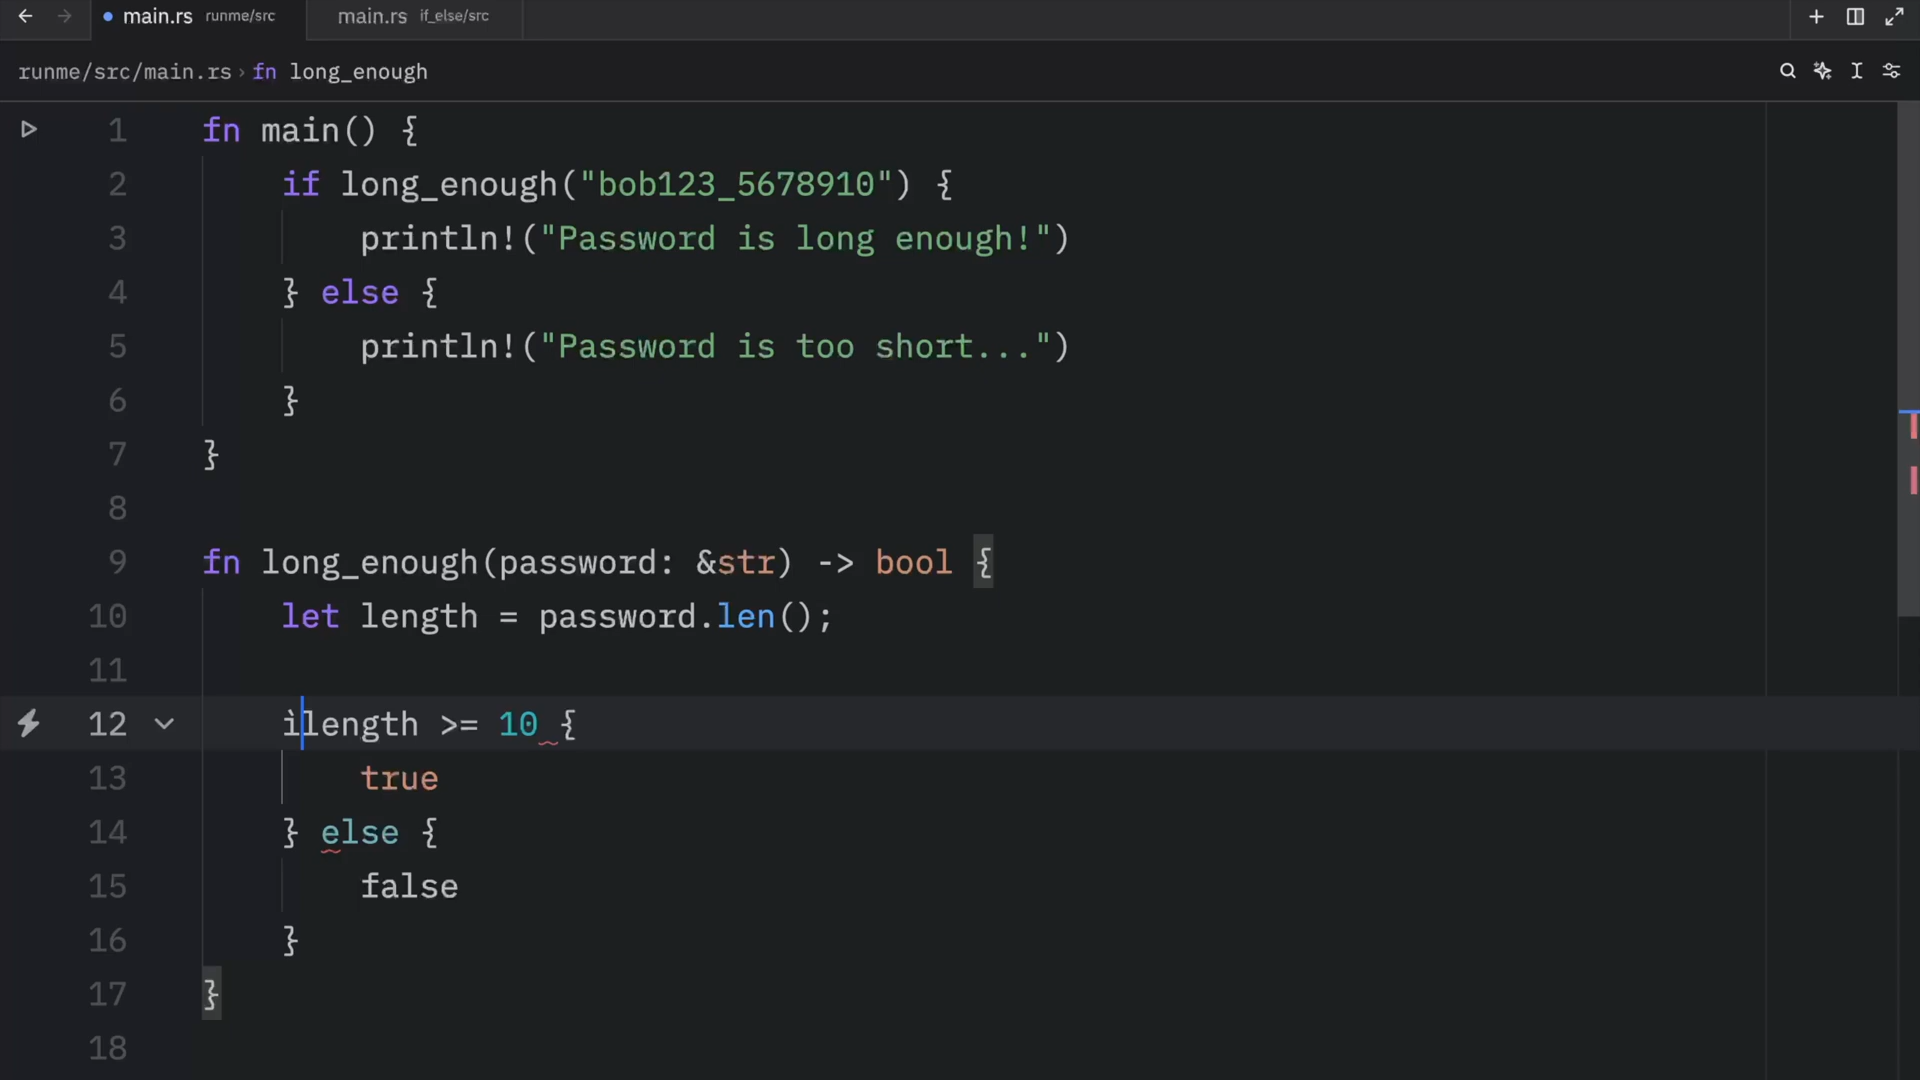 main.rs runme/src main.rs if_else/src
runme/src/main.rs › fn long_enough
1 fn main() {
2 if long_enough("bob123_5678910") {
3 println!("Password is long enough!")
4 } else {
5 println!("Password is too short...")
6 }
7 }
8
9 fn long_enough(password: &str) -> bool {
10 let length = password.len();
11
12 ìlength >= 10 {
13 true
14 } else {
15 false
16 }
17 }
18